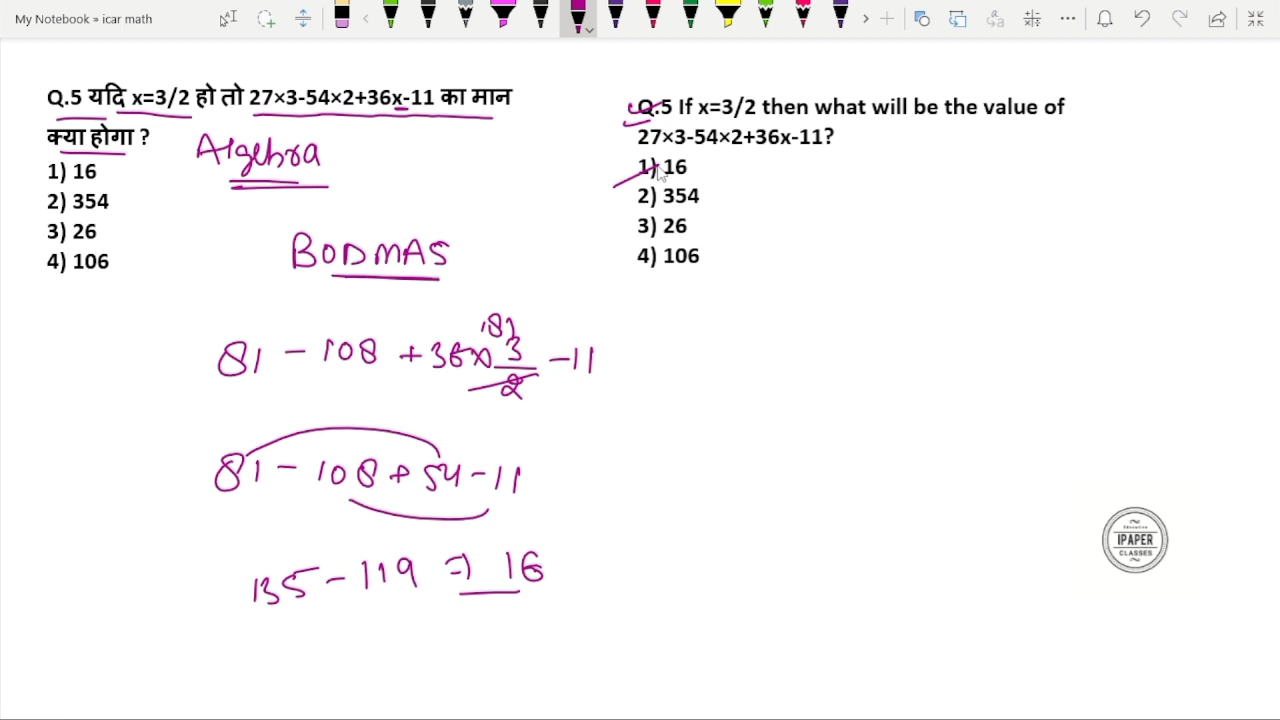 My Notebook » icar math
Q.5 यदि x=3/2 हो तो 27×3-54×2+36x-11 का मान
क्या होगा ?
1) 16
2) 354
3) 26
4) 106
Algebra
BODMAS
81 - 108 + 36x 3/2 - 11
18
81 - 108 + 54 - 11
135 - 119 => 16
Q.5 If x=3/2 then what will be the value of
27×3-54×2+36x-11?
1) 16
2) 354
3) 26
4) 106
IPAPER
CLASSES